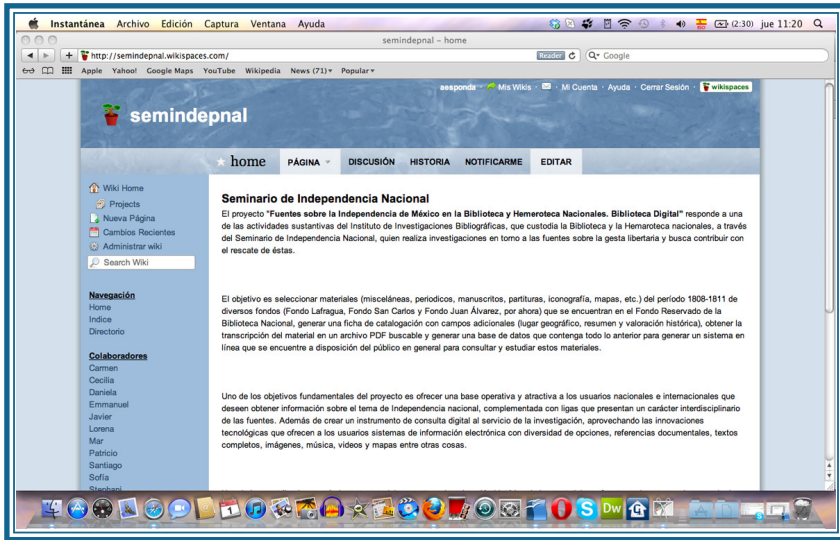 Instantánea Archivo Edición Captura Ventana Ayuda (2:30) jue 11:20
semindepnal – home
http://semindepnal.wikispaces.com/ Reader Google
Apple Yahoo! Google Maps YouTube Wikipedia News (71) Popular
aesponda · Mis Wikis · Mi Cuenta · Ayuda · Cerrar Sesión · wikispaces
semindepnal
home PÁGINA DISCUSIÓN HISTORIA NOTIFICARME EDITAR
Wiki Home
Projects
Nueva Página
Cambios Recientes
Administrar wiki
Search Wiki
Navegación
Home
Indice
Directorio
Colaboradores
Carmen
Cecilia
Daniela
Emmanuel
Javier
Lorena
Mar
Patricio
Santiago
Sofía
Stephani
Seminario de Independencia Nacional
El proyecto "Fuentes sobre la Independencia de México en la Biblioteca y Hemeroteca Nacionales. Biblioteca Digital" responde a una
de las actividades sustantivas del Instituto de Investigaciones Bibliográficas, que custodia la Biblioteca y la Hemaroteca nacionales, a través
del Seminario de Independencia Nacional, quien realiza investigaciones en torno a las fuentes sobre la gesta libertaria y busca contribuir con
el rescate de éstas.
El objetivo es seleccionar materiales (misceláneas, periodicos, manuscritos, partituras, iconografía, mapas, etc.) del período 1808-1811 de
diversos fondos (Fondo Lafragua, Fondo San Carlos y Fondo Juan Álvarez, por ahora) que se encuentran en el Fondo Reservado de la
Biblioteca Nacional, generar una ficha de catalogación con campos adicionales (lugar geográfico, resumen y valoración histórica), obtener la
transcripción del material en un archivo PDF buscable y generar una base de datos que contenga todo lo anterior para generar un sistema en
línea que se encuentre a disposición del público en general para consultar y estudiar estos materiales.
Uno de los objetivos fundamentales del proyecto es ofrecer una base operativa y atractiva a los usuarios nacionales e internacionales que
deseen obtener información sobre el tema de Independencia nacional, complementada con ligas que presentan un carácter interdisciplinario
de las fuentes. Además de crear un instrumento de consulta digital al servicio de la investigación, aprovechando las innovaciones
tecnológicas que ofrecen a los usuarios sistemas de información electrónica con diversidad de opciones, referencias documentales, textos
completos, imágenes, música, videos y mapas entre otras cosas.
Dw